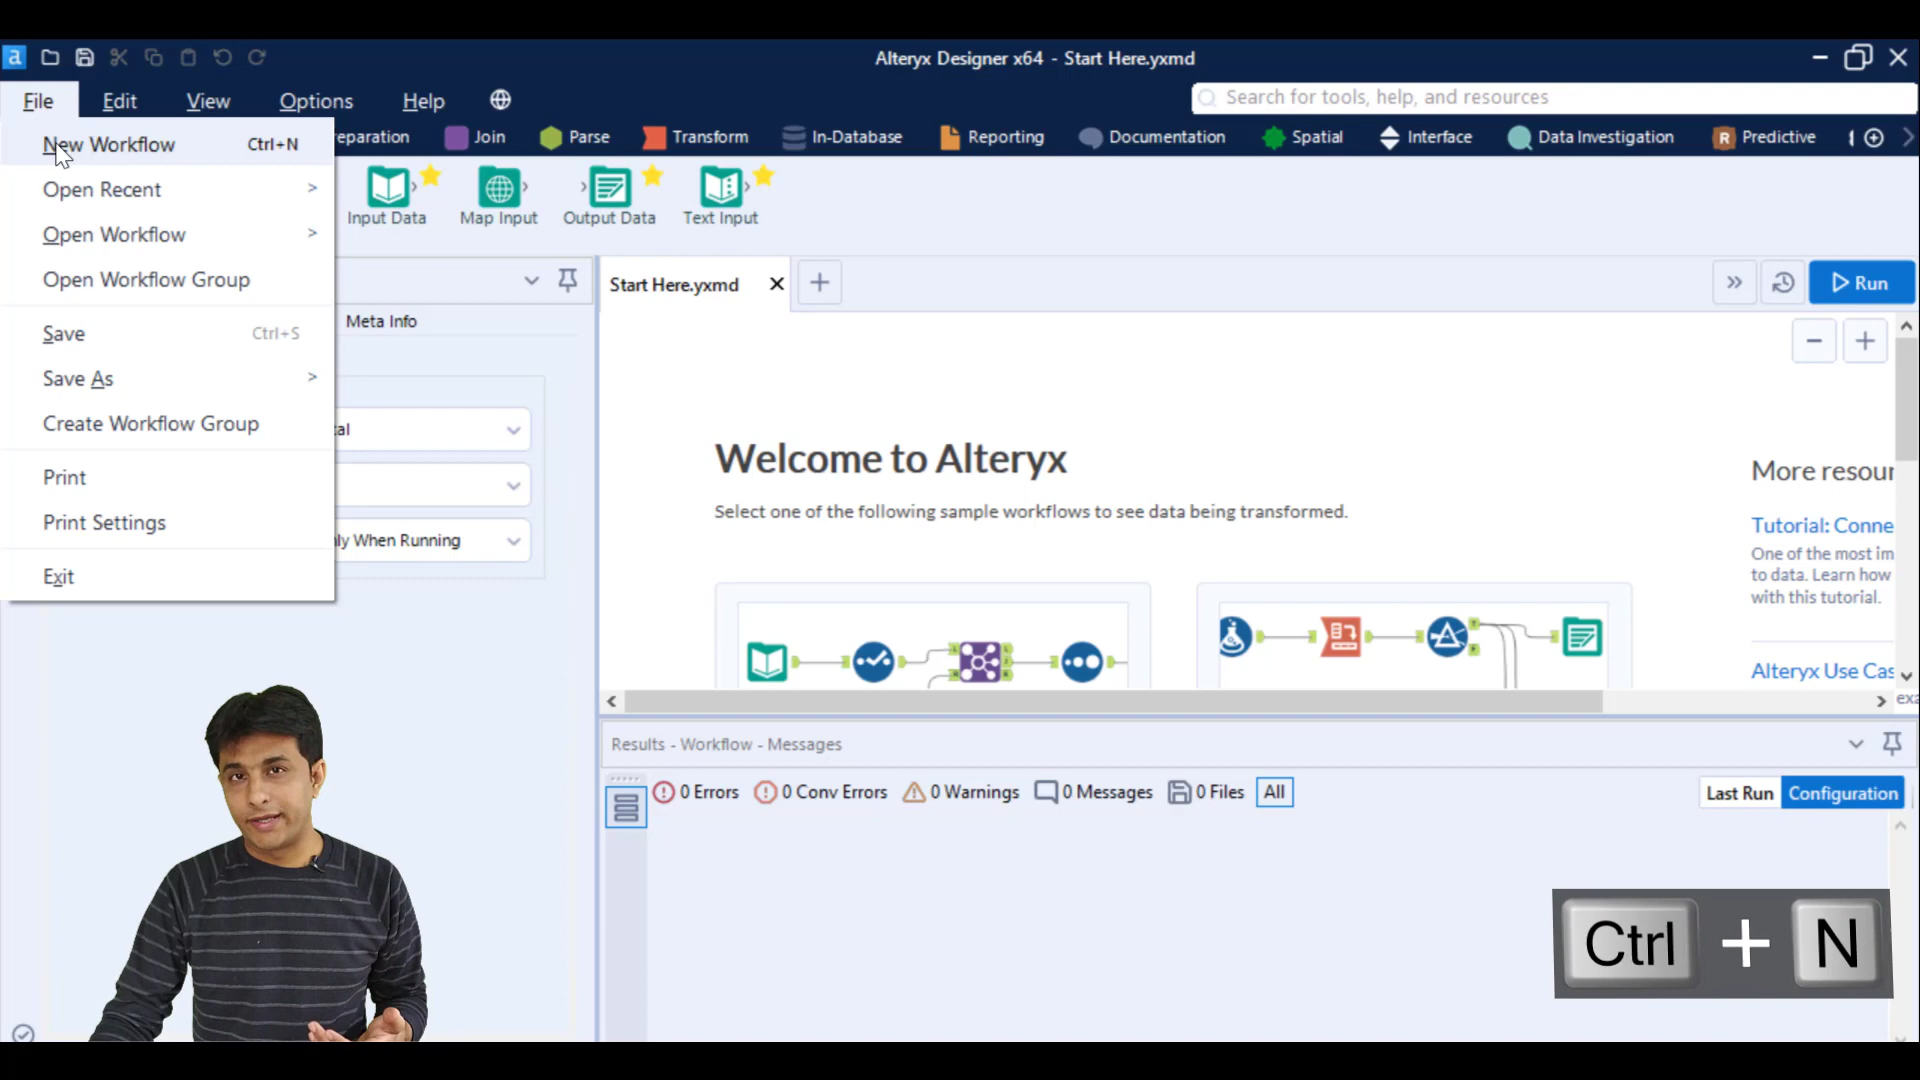 a
Alteryx Designer x64 - Start Here.yxmd
File Edit View Options Help
Search for tools, help, and resources
New Workflow Ctrl+N
Open Recent >
Open Workflow >
Open Workflow Group
Save Ctrl+S
Save As >
Create Workflow Group
Print
Print Settings
Exit
reparation Join Parse Transform In-Database Reporting Documentation Spatial Interface Data Investigation R Predictive
Input Data Map Input Output Data Text Input
Meta Info
tal
nly When Running
Start Here.yxmd
Run
Welcome to Alteryx
Select one of the following sample workflows to see data being transformed.
More resour
Tutorial: Conne
One of the most im
to data. Learn how
with this tutorial.
Alteryx Use Cas
exa
Results - Workflow - Messages
0 Errors 0 Conv Errors 0 Warnings 0 Messages 0 Files All
Last Run Configuration
Ctrl + N